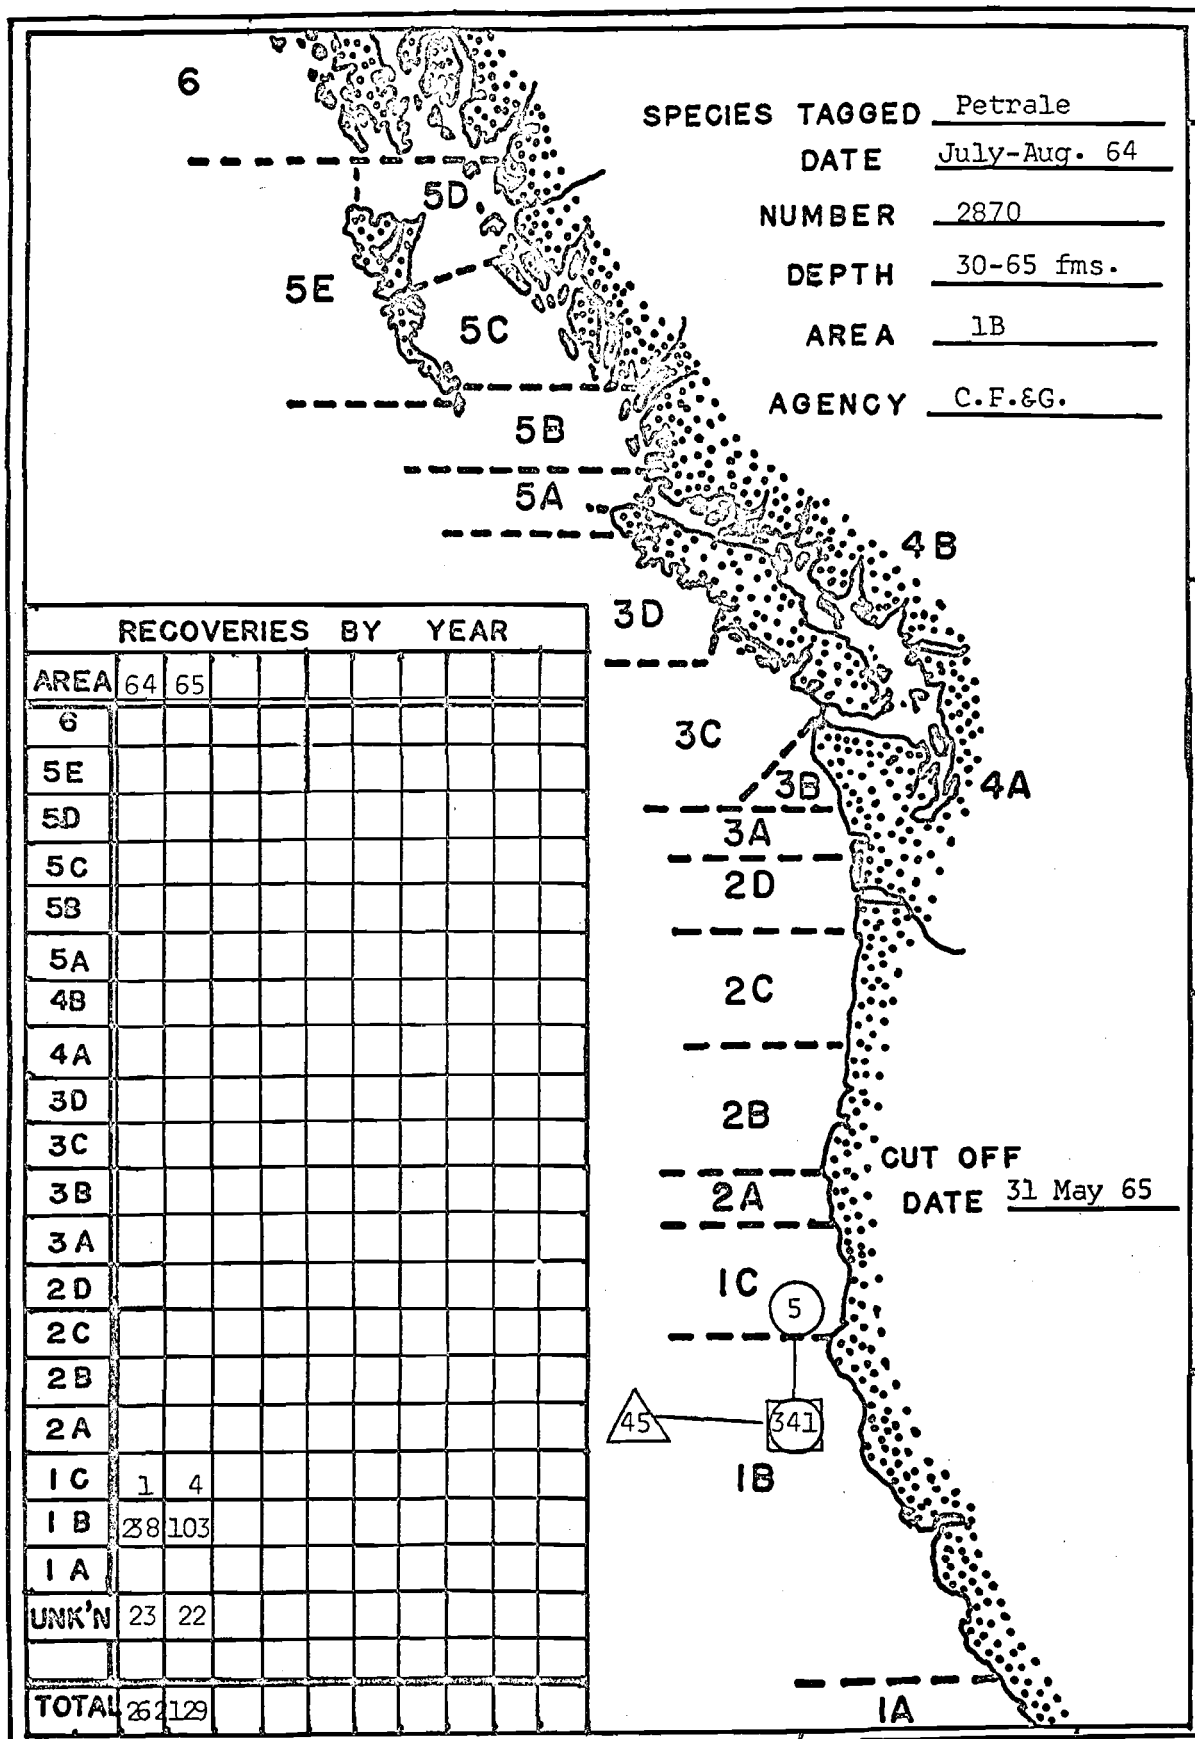 6
SPECIES TAGGED Petrale
DATE July-Aug. 64
5D
NUMBER 2870
5E
DEPTH 30-65 fms.
5C
AREA 1B
AGENCY C.F.&G.
5B
5A
4B
3D
3C
3B
4A
3A
2D
2C
2B
CUT OFF
DATE 31 May 65
2A
1C
5
45
341
1B
1A
RECOVERIES BY YEAR
AREA 64 65
6
5E
5D
5C
5B
5A
4B
4A
3D
3C
3B
3A
2D
2C
2B
2A
1C 1 4
1B 238 103
1A
UNK'N 23 22
TOTAL 262 129